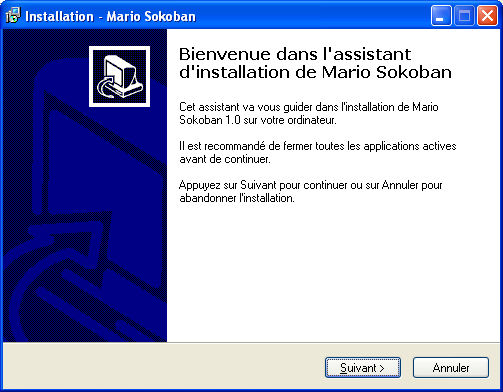 Installation - Mario Sokoban
Bienvenue dans l'assistant
d'installation de Mario Sokoban
Cet assistant va vous guider dans l'installation de Mario
Sokoban 1.0 sur votre ordinateur.
Il est recommandé de fermer toutes les applications actives
avant de continuer.
Appuyez sur Suivant pour continuer ou sur Annuler pour
abandonner l'installation.
Suivant >
Annuler